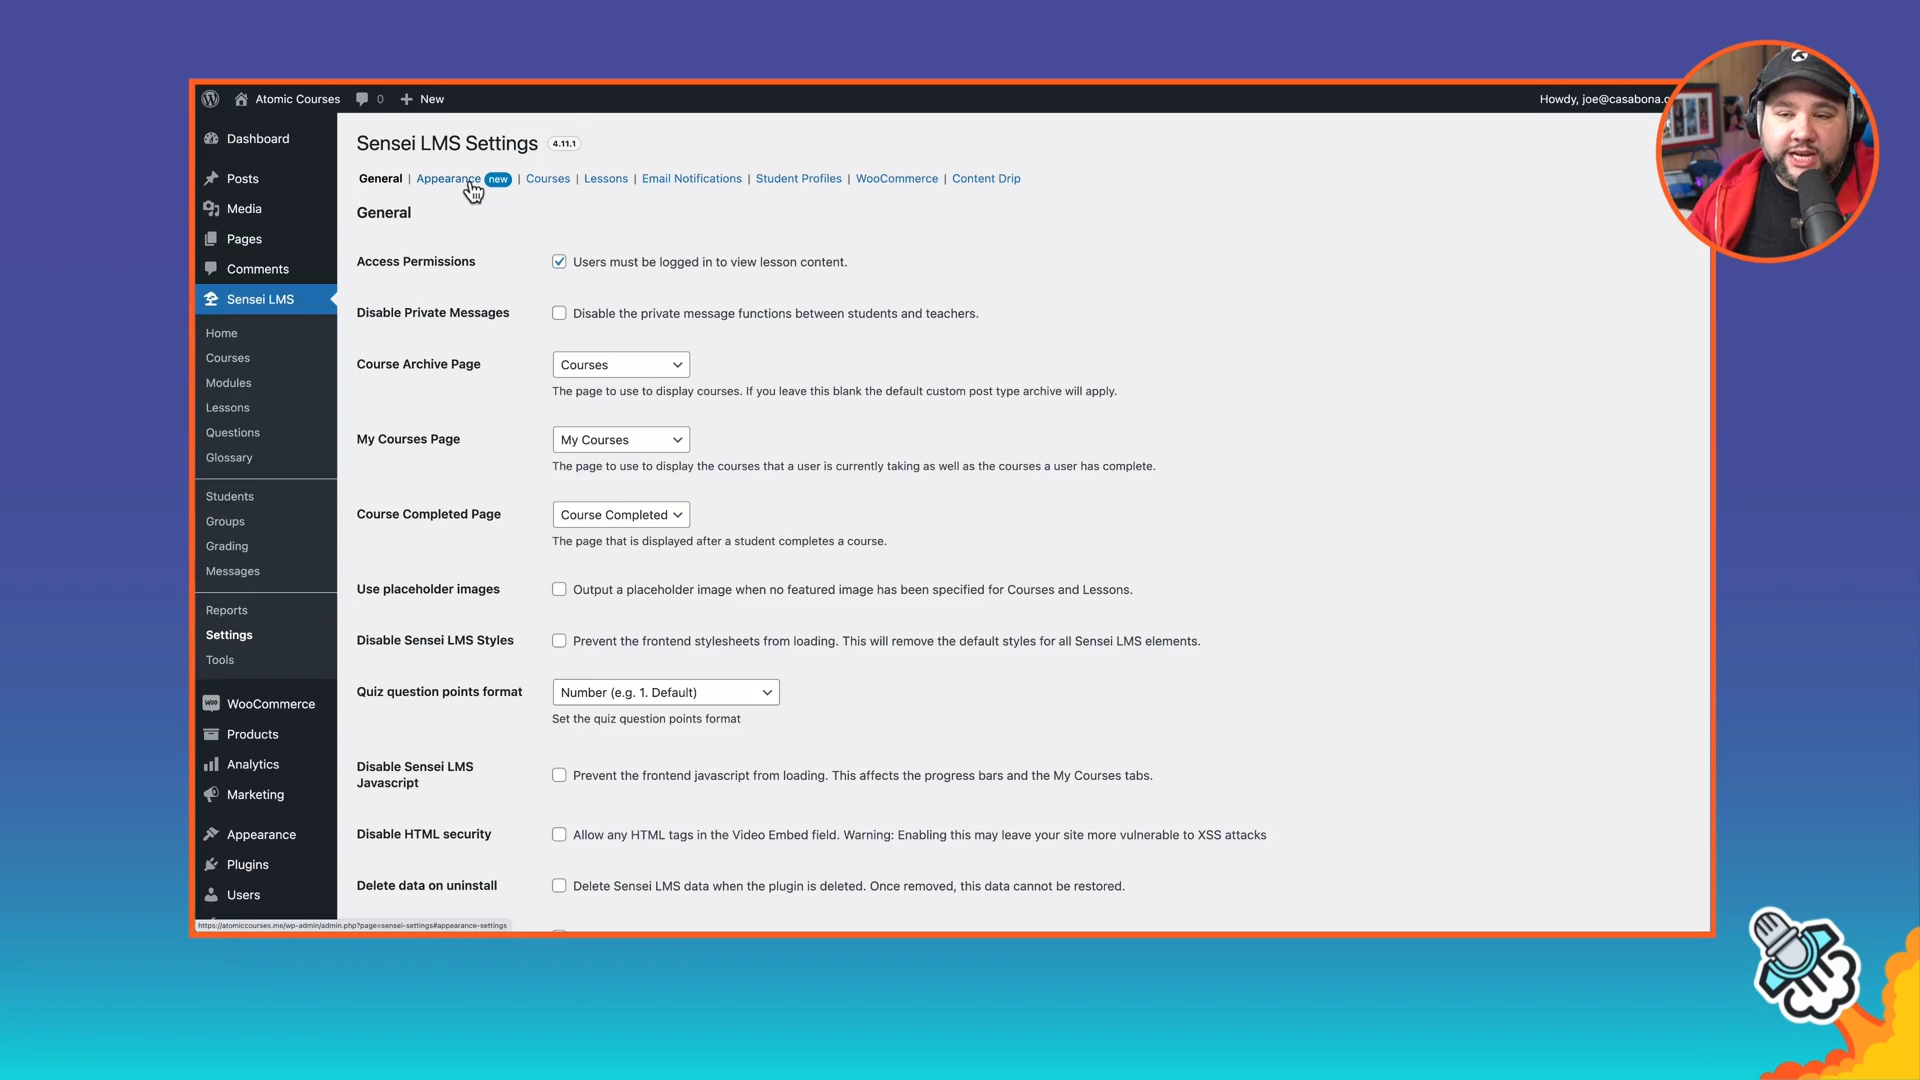 Atomic Courses 0 New
Howdy, joe@casabona.c
Dashboard
Posts
Media
Pages
Comments
Sensei LMS
Home
Courses
Modules
Lessons
Questions
Glossary
Students
Groups
Grading
Messages
Reports
Settings
Tools
WooCommerce
Products
Analytics
Marketing
Appearance
Plugins
Users
Sensei LMS Settings 4.11.1
General | Appearance new | Courses | Lessons | Email Notifications | Student Profiles | WooCommerce | Content Drip
General
Access Permissions
Users must be logged in to view lesson content.
Disable Private Messages
Disable the private message functions between students and teachers.
Course Archive Page
Courses
The page to use to display courses. If you leave this blank the default custom post type archive will apply.
My Courses Page
My Courses
The page to use to display the courses that a user is currently taking as well as the courses a user has complete.
Course Completed Page
Course Completed
The page that is displayed after a student completes a course.
Use placeholder images
Output a placeholder image when no featured image has been specified for Courses and Lessons.
Disable Sensei LMS Styles
Prevent the frontend stylesheets from loading. This will remove the default styles for all Sensei LMS elements.
Quiz question points format
Number (e.g. 1. Default)
Set the quiz question points format
Disable Sensei LMS
Javascript
Prevent the frontend javascript from loading. This affects the progress bars and the My Courses tabs.
Disable HTML security
Allow any HTML tags in the Video Embed field. Warning: Enabling this may leave your site more vulnerable to XSS attacks
Delete data on uninstall
Delete Sensei LMS data when the plugin is deleted. Once removed, this data cannot be restored.
https://atomiccourses.me/wp-admin/admin.php?page=sensei-settings#appearance-settings